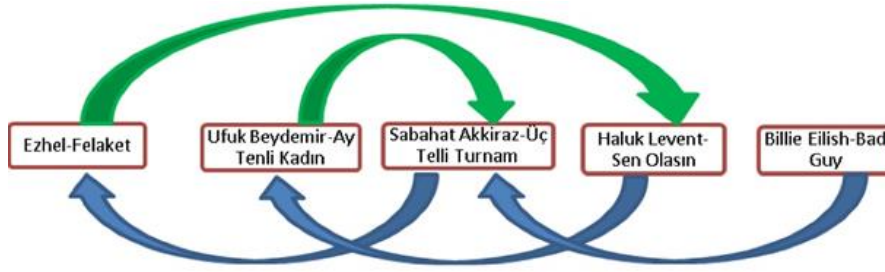 Ezhel-Felaket
Ufuk Beydemir-Ay
Tenli Kadın
Sabahat Akkiraz-Üç
Telli Turnam
Haluk Levent-
Sen Olasın
Billie Eilish-Bad
Guy